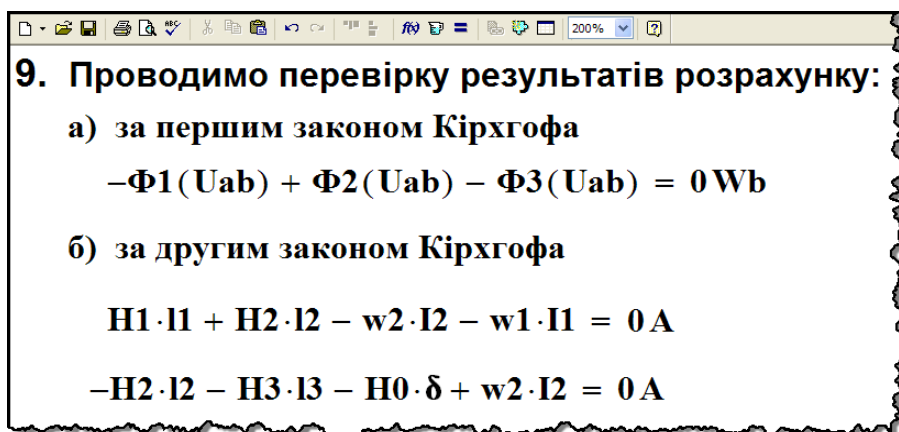 200%
9. Проводимо перевірку результатів розрахунку:
а) за першим законом Кірхгофа
−Φ1(Uab) + Φ2(Uab) − Φ3(Uab) = 0 Wb
б) за другим законом Кірхгофа
H1·l1 + H2·l2 − w2·I2 − w1·I1 = 0 A
−H2·l2 − H3·l3 − H0·δ + w2·I2 = 0 A